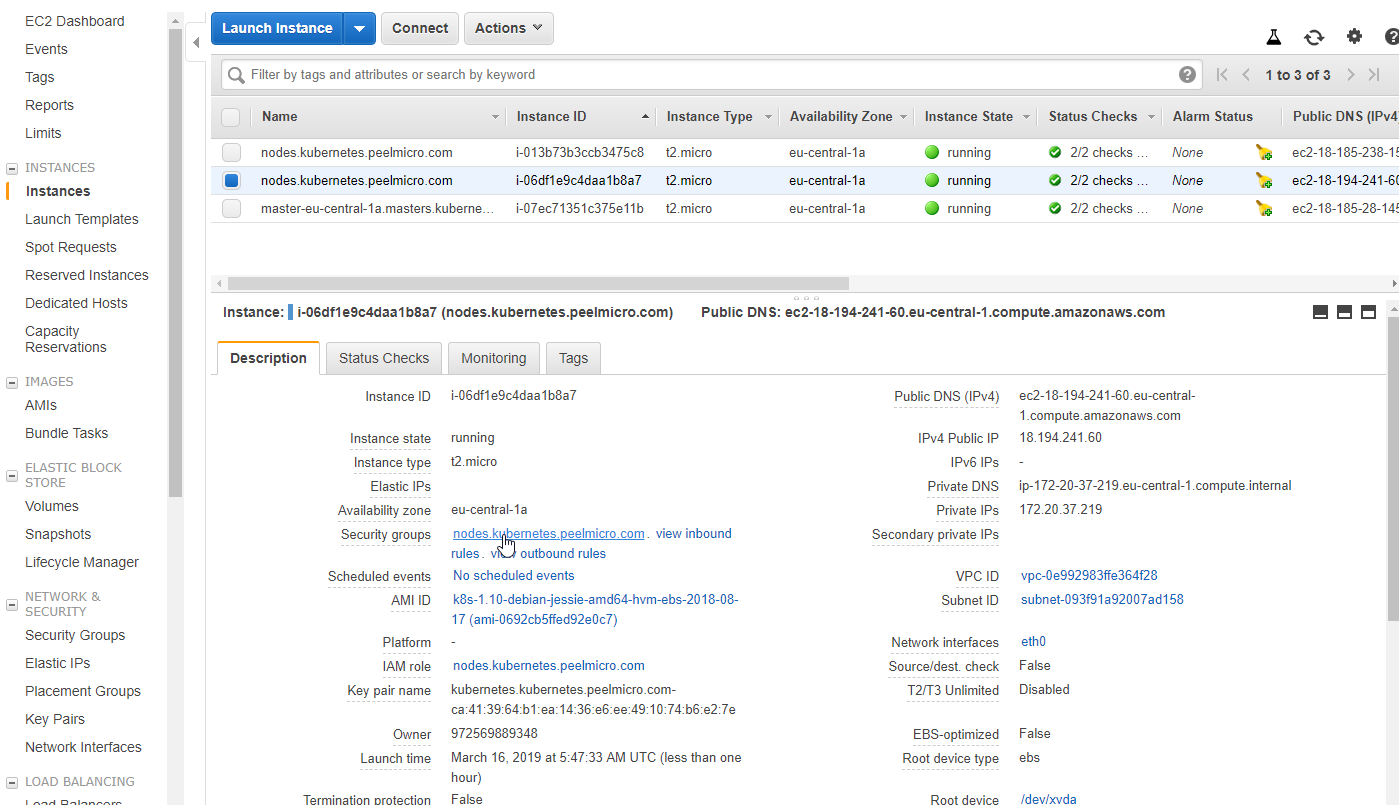 EC2 Dashboard
Events
Tags
Reports
Limits
INSTANCES
Instances
Launch Templates
Spot Requests
Reserved Instances
Dedicated Hosts
Capacity
Reservations
IMAGES
AMIs
Bundle Tasks
ELASTIC BLOCK
STORE
Volumes
Snapshots
Lifecycle Manager
NETWORK &
SECURITY
Security Groups
Elastic IPs
Placement Groups
Key Pairs
Network Interfaces
LOAD BALANCING
Load Balancers
Launch Instance Connect Actions
Filter by tags and attributes or search by keyword 1 to 3 of 3
Name Instance ID Instance Type Availability Zone Instance State Status Checks Alarm Status Public DNS (IPv4
nodes.kubernetes.peelmicro.com i-013b73b3ccb3475c8 t2.micro eu-central-1a running 2/2 checks ... None ec2-18-185-238-15
nodes.kubernetes.peelmicro.com i-06df1e9c4daa1b8a7 t2.micro eu-central-1a running 2/2 checks ... None ec2-18-194-241-60
master-eu-central-1a.masters.kuberne... i-07ec71351c375e11b t2.micro eu-central-1a running 2/2 checks ... None ec2-18-185-28-145
Instance: i-06df1e9c4daa1b8a7 (nodes.kubernetes.peelmicro.com) Public DNS: ec2-18-194-241-60.eu-central-1.compute.amazonaws.com
Description Status Checks Monitoring Tags
Instance ID i-06df1e9c4daa1b8a7
Instance state running
Instance type t2.micro
Elastic IPs
Availability zone eu-central-1a
Security groups nodes.kubernetes.peelmicro.com . view inbound
rules . view outbound rules
Scheduled events No scheduled events
AMI ID k8s-1.10-debian-jessie-amd64-hvm-ebs-2018-08-
17 (ami-0692cb5ffed92e0c7)
Platform -
IAM role nodes.kubernetes.peelmicro.com
Key pair name kubernetes.kubernetes.peelmicro.com-
ca:41:39:64:b1:ea:14:36:e6:ee:49:10:74:b6:e2:7e
Owner 972569889348
Launch time March 16, 2019 at 5:47:33 AM UTC (less than one
hour)
Termination protection False
Public DNS (IPv4) ec2-18-194-241-60.eu-central-
1.compute.amazonaws.com
IPv4 Public IP 18.194.241.60
IPv6 IPs -
Private DNS ip-172-20-37-219.eu-central-1.compute.internal
Private IPs 172.20.37.219
Secondary private IPs
VPC ID vpc-0e992983ffe364f28
Subnet ID subnet-093f91a92007ad158
Network interfaces eth0
Source/dest. check False
T2/T3 Unlimited Disabled
EBS-optimized False
Root device type ebs
Root device /dev/xvda